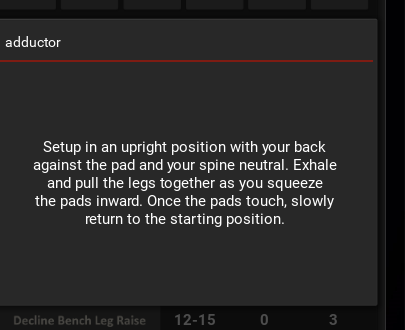 adductor
Setup in an upright position with your back
against the pad and your spine neutral. Exhale
and pull the legs together as you squeeze
the pads inward. Once the pads touch, slowly
return to the starting position.
Decline Bench Leg Raise 12-15 0 3